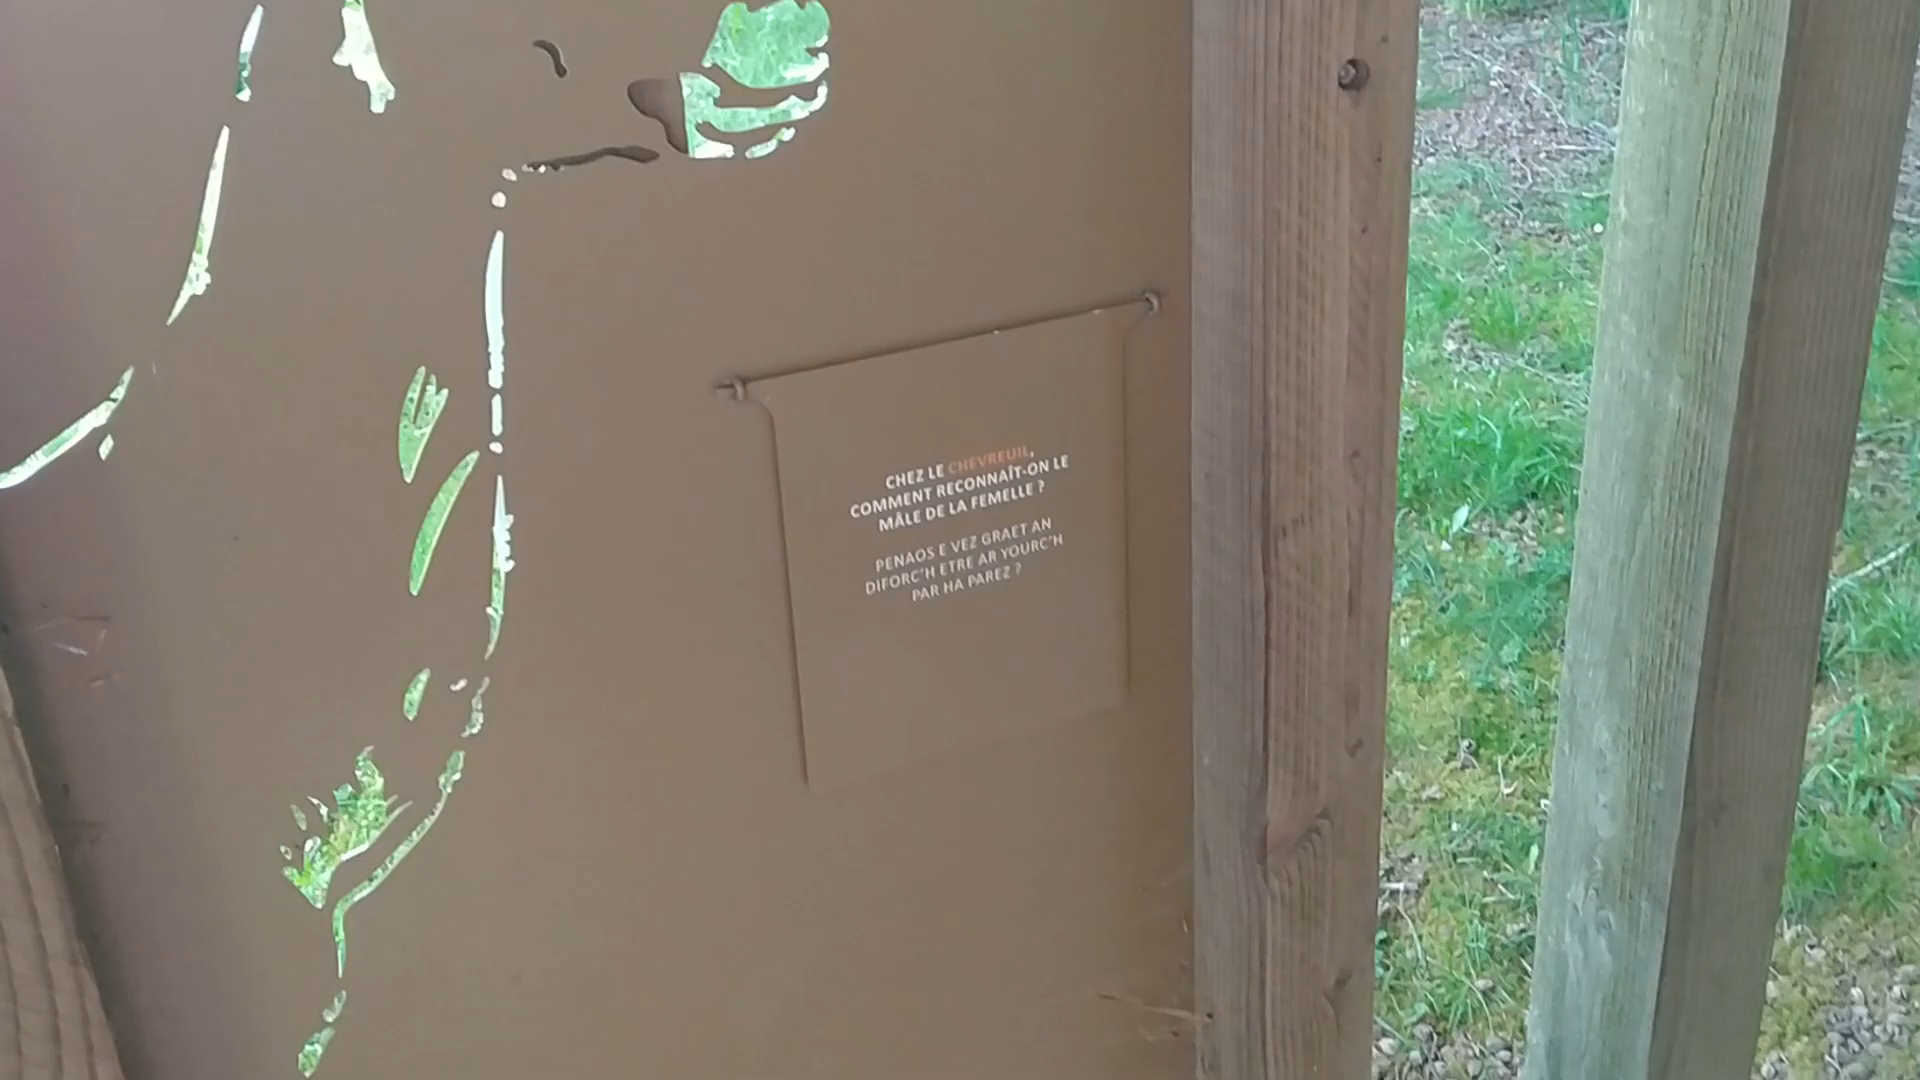 CHEZ LE CHEVREUIL,
COMMENT RECONNAÎT-ON LE
MÂLE DE LA FEMELLE ?
PENAOS E VEZ GRAET AN
DIFORC'H ETRE AR YOURC'H
PAR HA PAREZ ?